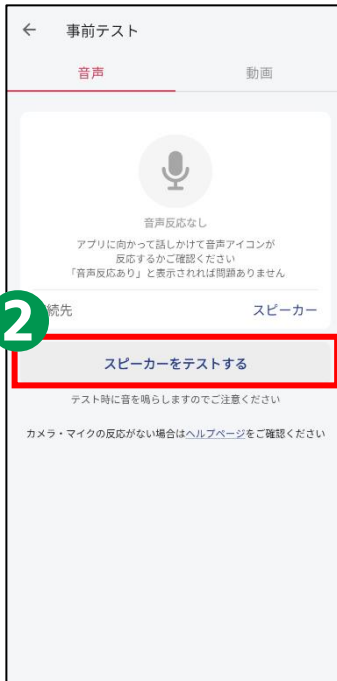 ← 事前テスト
音声 動画
音声反応なし
アプリに向かって話しかけて音声アイコンが
反応するかご確認ください
「音声反応あり」と表示されれば問題ありません
2
続先 スピーカー
スピーカーをテストする
テスト時に音を鳴らしますのでご注意ください
カメラ・マイクの反応がない場合はヘルプページをご確認ください